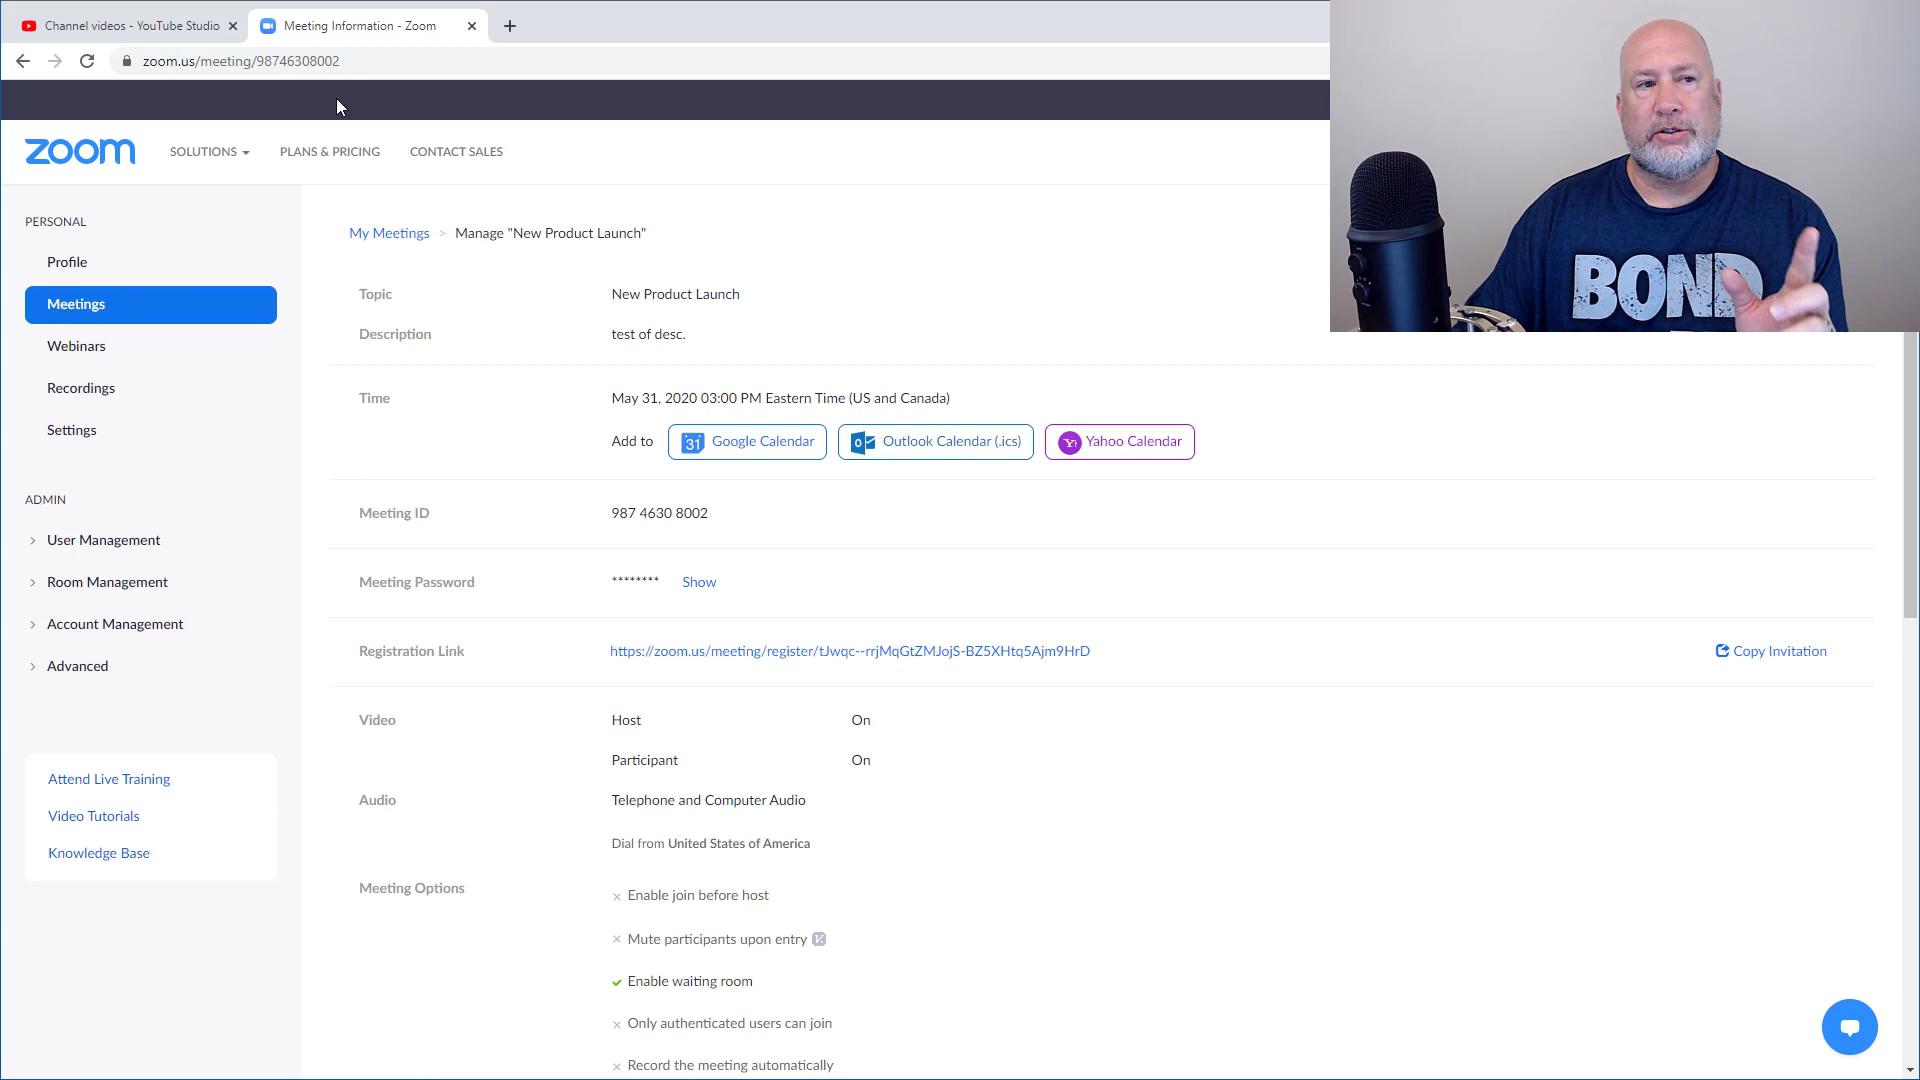 Channel videos - YouTube Studio
Meeting Information - Zoom
zoom.us/meeting/98746308002
zoom
SOLUTIONS
PLANS & PRICING
CONTACT SALES
PERSONAL
Profile
Meetings
Webinars
Recordings
Settings
ADMIN
User Management
Room Management
Account Management
Advanced
Attend Live Training
Video Tutorials
Knowledge Base
My Meetings > Manage "New Product Launch"
Topic New Product Launch
Description test of desc.
Time May 31, 2020 03:00 PM Eastern Time (US and Canada)
Add to 31 Google Calendar Outlook Calendar (.ics) Yahoo Calendar
Meeting ID 987 4630 8002
Meeting Password ******** Show
Registration Link https://zoom.us/meeting/register/tJwqc--rrjMqGtZMJojS-BZ5XHtq5Ajm9HrD Copy Invitation
Video Host On
Participant On
Audio Telephone and Computer Audio
Dial from United States of America
Meeting Options Enable join before host
Mute participants upon entry
Enable waiting room
Only authenticated users can join
Record the meeting automatically
BOND